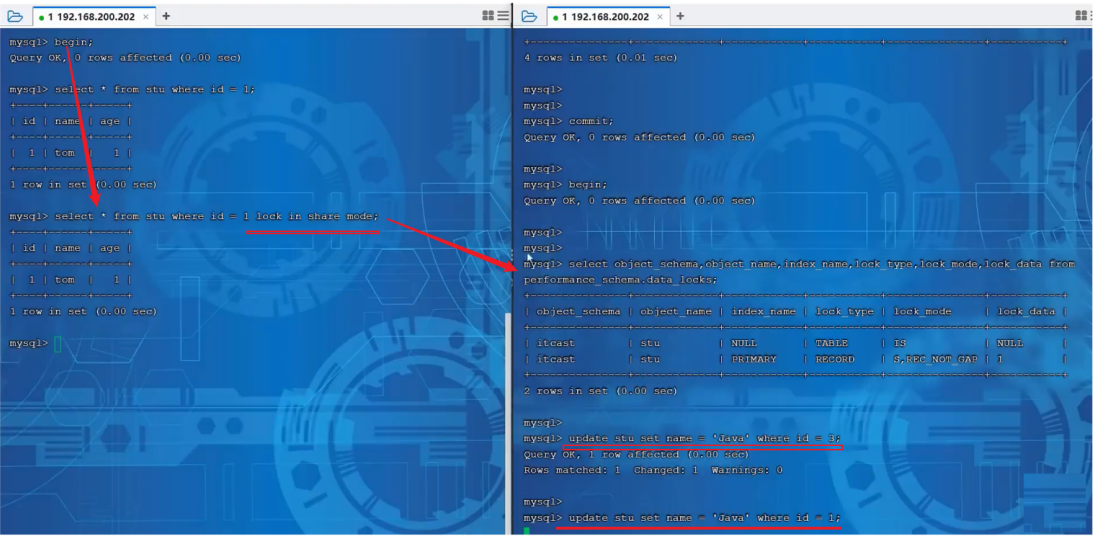 1 192.168.200.202 × +
mysql> begin;
Query OK, 0 rows affected (0.00 sec)
mysql> select * from stu where id = 1;
+----+------+-----+
| id | name | age |
+----+------+-----+
| 1 | tom | 1 |
+----+------+-----+
1 row in set (0.00 sec)
mysql> select * from stu where id = 1 lock in share mode;
+----+------+-----+
| id | name | age |
+----+------+-----+
| 1 | tom | 1 |
+----+------+-----+
1 row in set (0.00 sec)
mysql>
1 192.168.200.202 × +
+---------------+-------------+------------+-----------+---------------+-----------+
4 rows in set (0.01 sec)
mysql>
mysql>
mysql> commit;
Query OK, 0 rows affected (0.00 sec)
mysql>
mysql> begin;
Query OK, 0 rows affected (0.00 sec)
mysql>
mysql>
mysql> select object_schema,object_name,index_name,lock_type,lock_mode,lock_data from
performance_schema.data_locks;
+---------------+-------------+------------+-----------+---------------+-----------+
| object_schema | object_name | index_name | lock_type | lock_mode | lock_data |
+---------------+-------------+------------+-----------+---------------+-----------+
| itcast | stu | NULL | TABLE | IS | NULL |
| itcast | stu | PRIMARY | RECORD | S,REC_NOT_GAP | 1 |
+---------------+-------------+------------+-----------+---------------+-----------+
2 rows in set (0.00 sec)
mysql>
mysql> update stu set name = 'Java' where id = 3;
Query OK, 1 row affected (0.00 sec)
Rows matched: 1 Changed: 1 Warnings: 0
mysql>
mysql> update stu set name = 'Java' where id = 1;